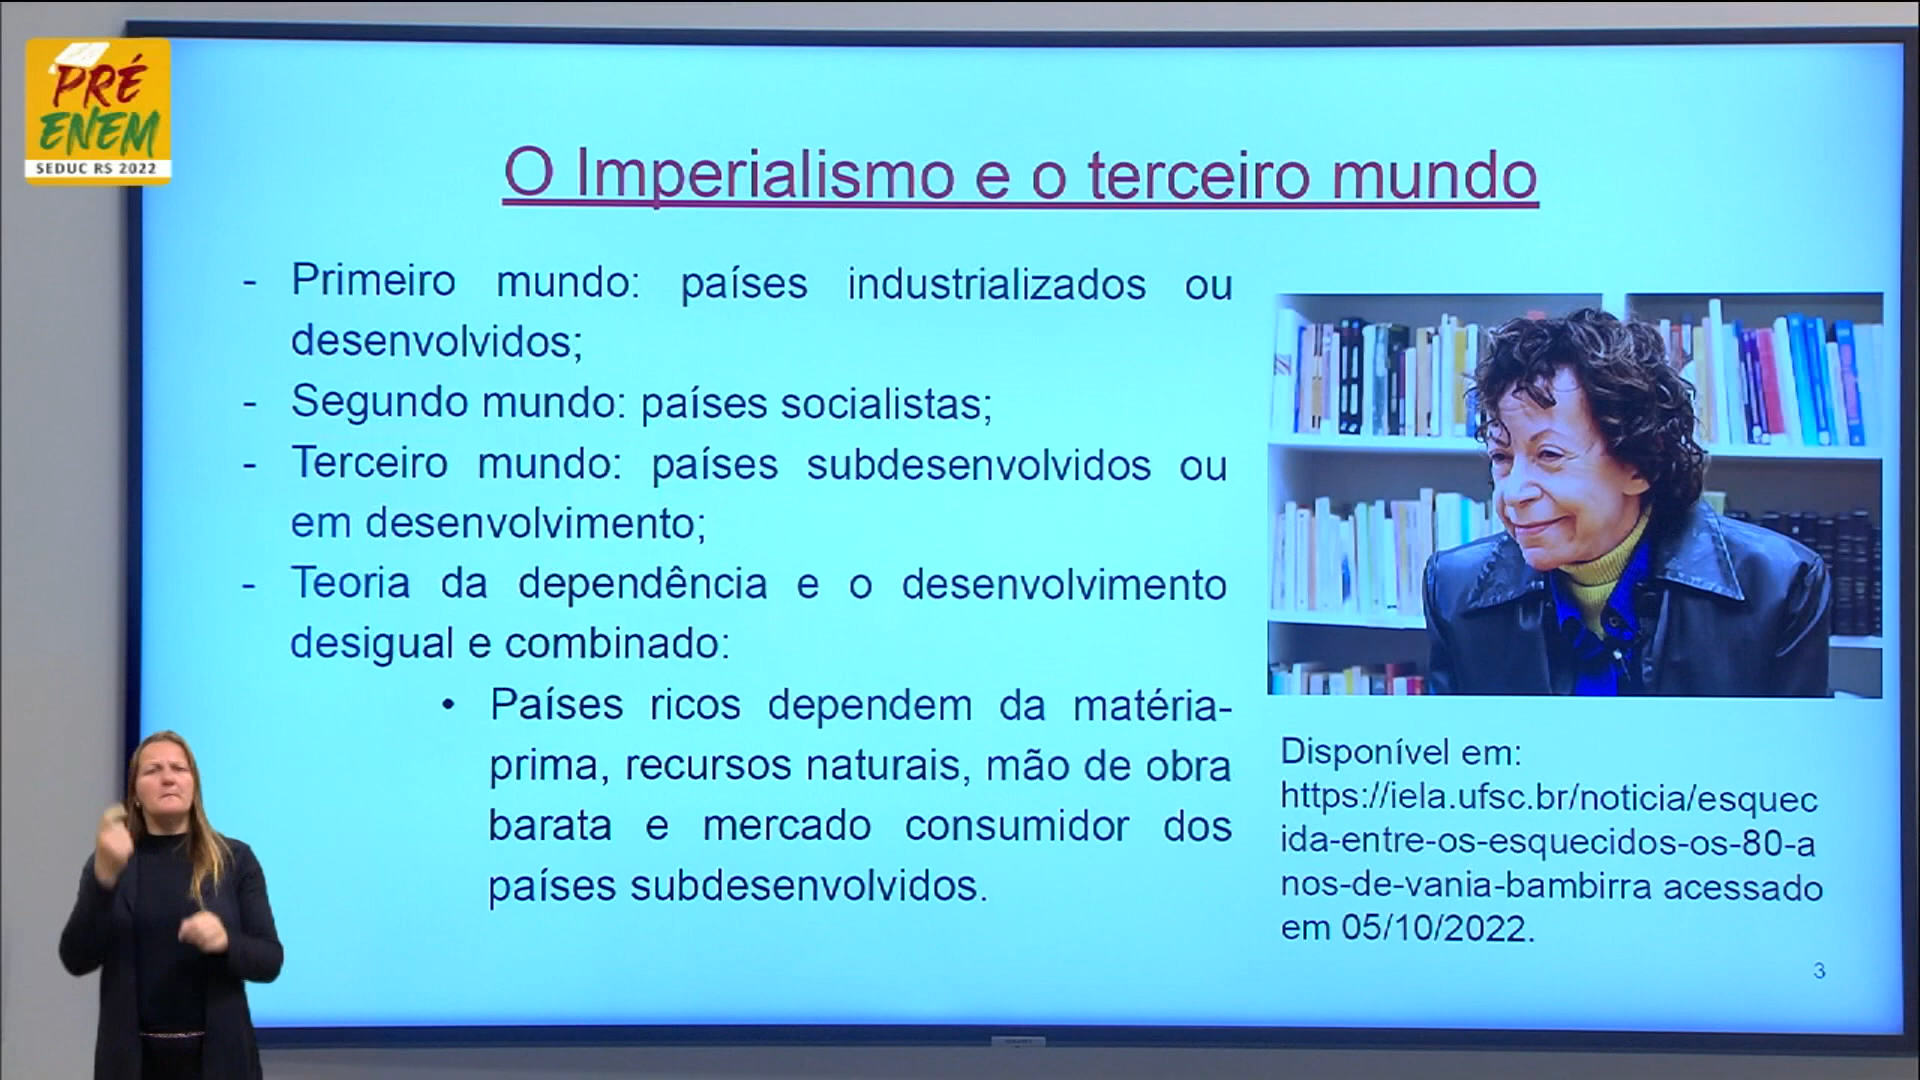 PRÉ
ENEM
SEDUC RS 2022
O Imperialismo e o terceiro mundo
- Primeiro mundo: países industrializados ou
desenvolvidos;
- Segundo mundo: países socialistas;
- Terceiro mundo: países subdesenvolvidos ou
em desenvolvimento;
- Teoria da dependência e o desenvolvimento
desigual e combinado:
• Países ricos dependem da matéria-
prima, recursos naturais, mão de obra
barata e mercado consumidor dos
países subdesenvolvidos.
Disponível em:
https://iela.ufsc.br/noticia/esquec
ida-entre-os-esquecidos-os-80-a
nos-de-vania-bambirra acessado
em 05/10/2022.
3